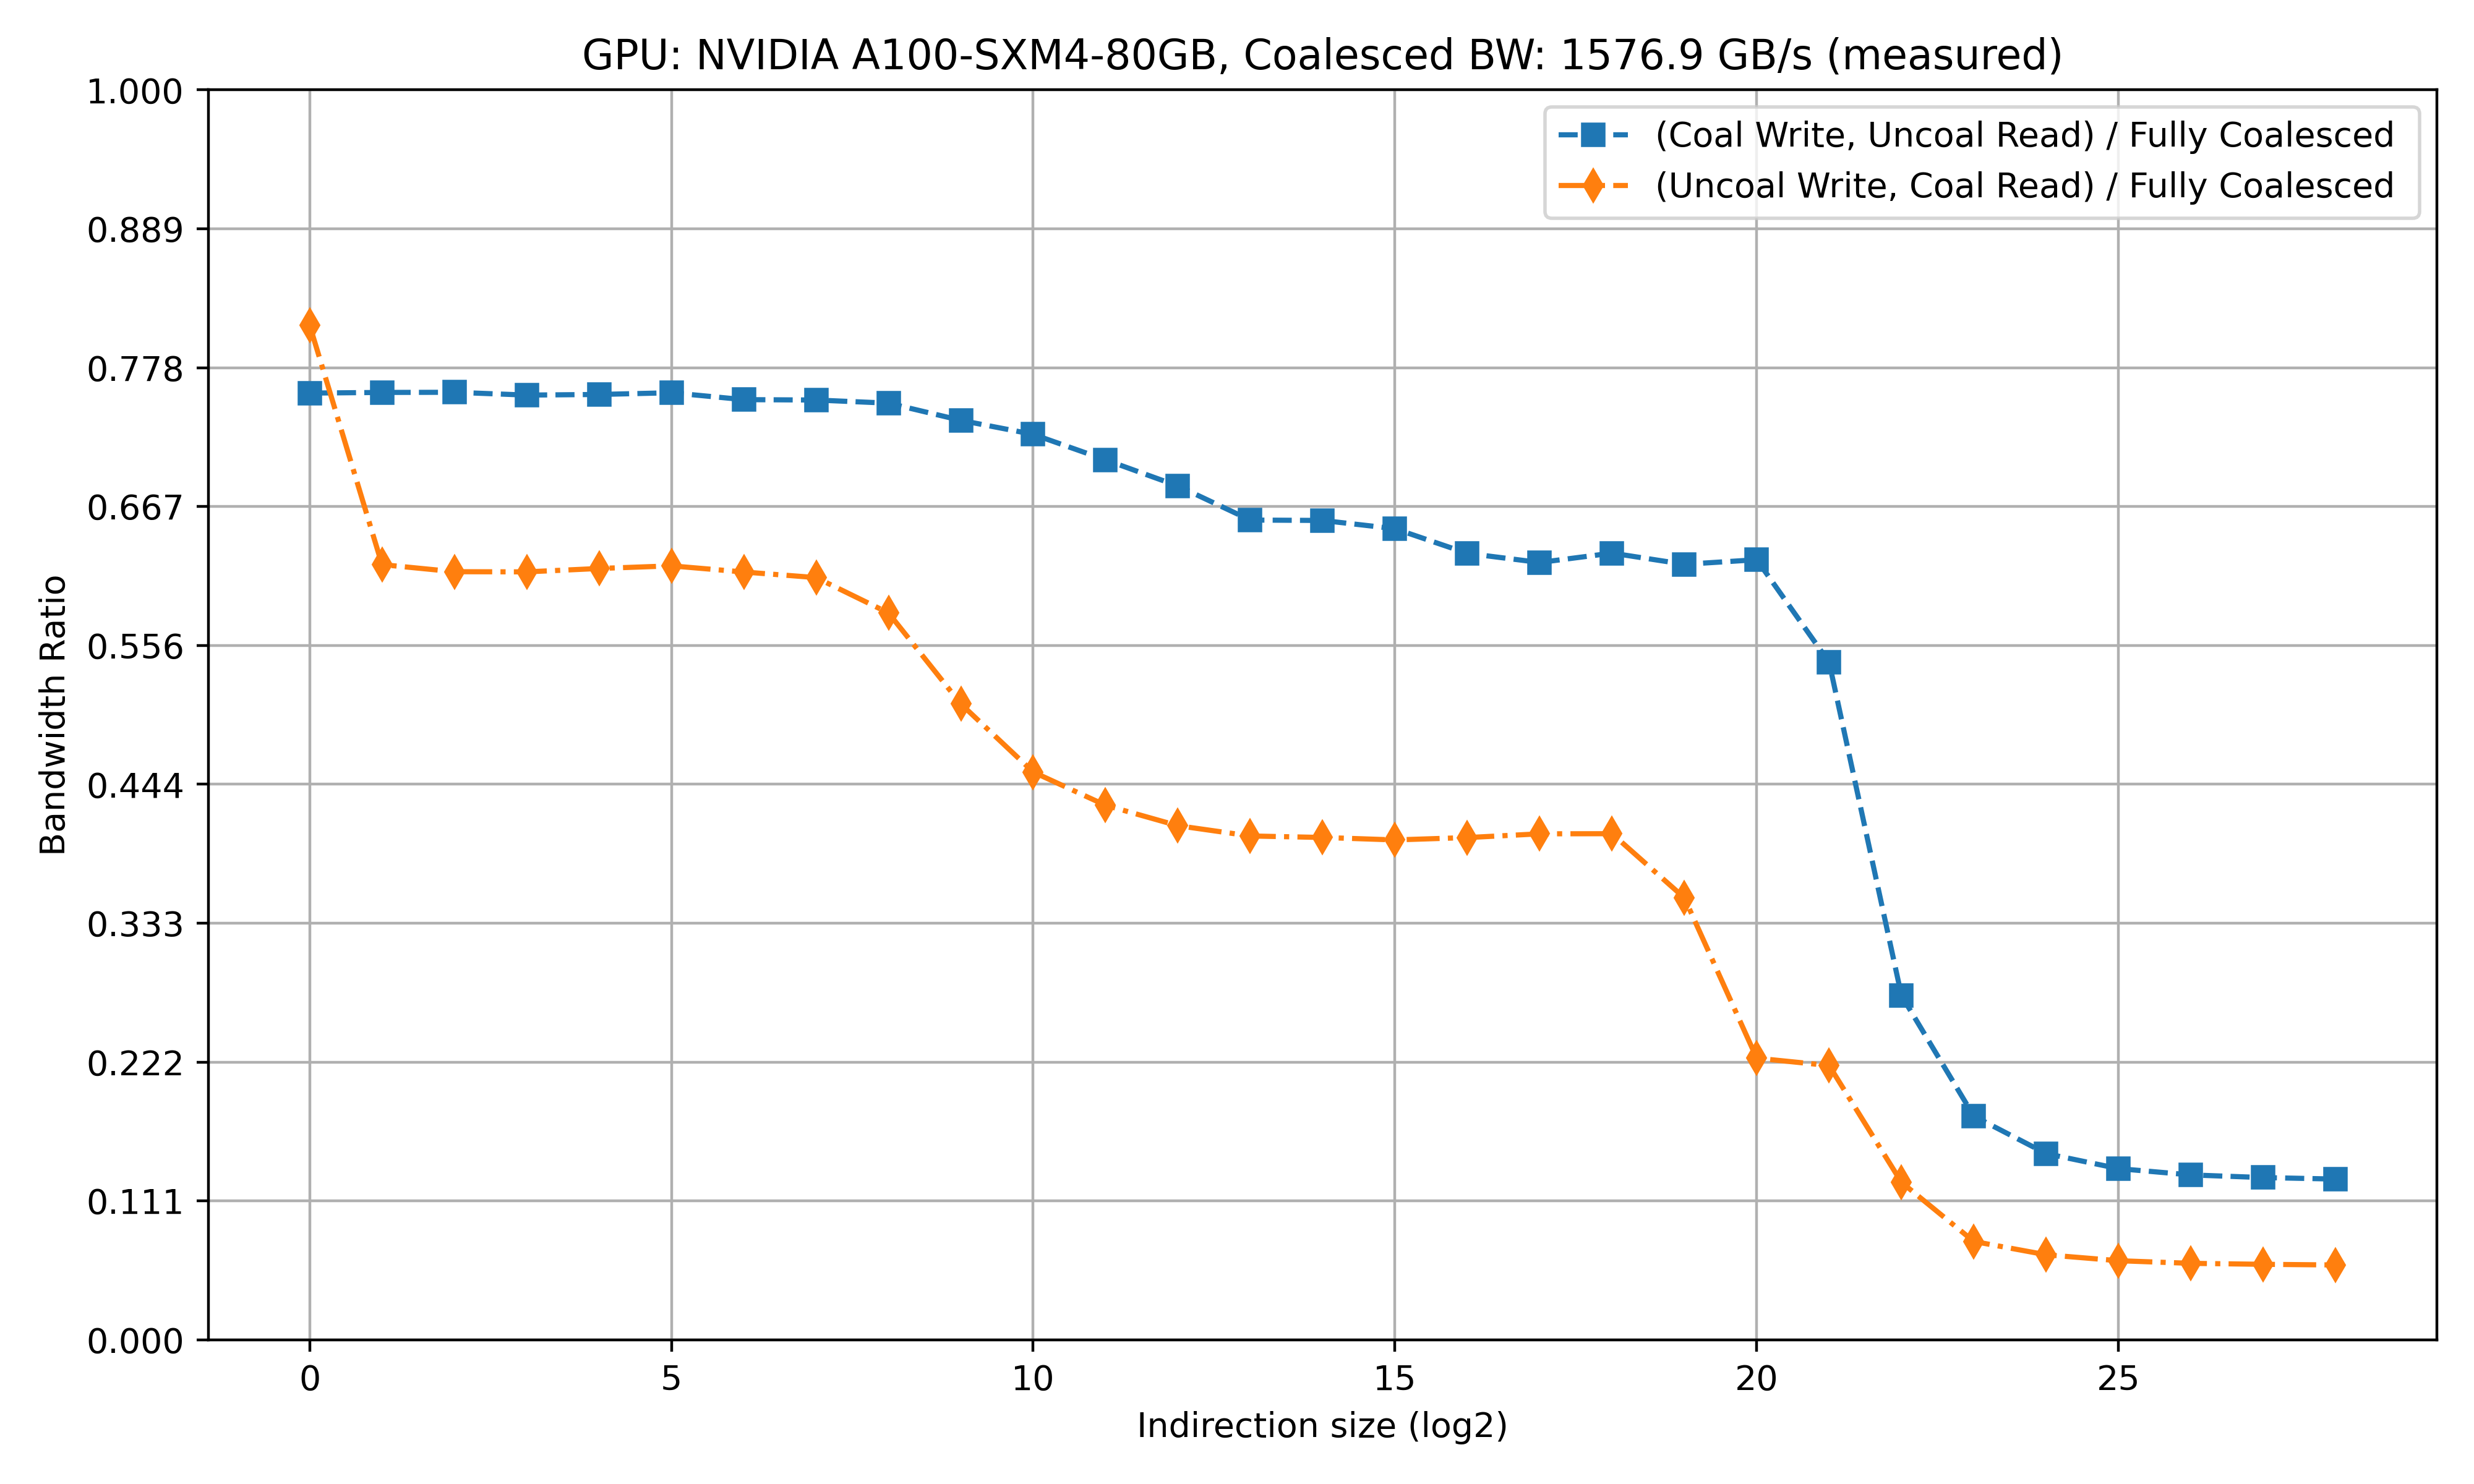 GPU: NVIDIA A100-SXM4-80GB, Coalesced BW: 1576.9 GB/s (measured)
(Coal Write, Uncoal Read) / Fully Coalesced
(Uncoal Write, Coal Read) / Fully Coalesced
Bandwidth Ratio
1.000
0.889
0.778
0.667
0.556
0.444
0.333
0.222
0.111
0.000
0 5 10 15 20 25
Indirection size (log2)